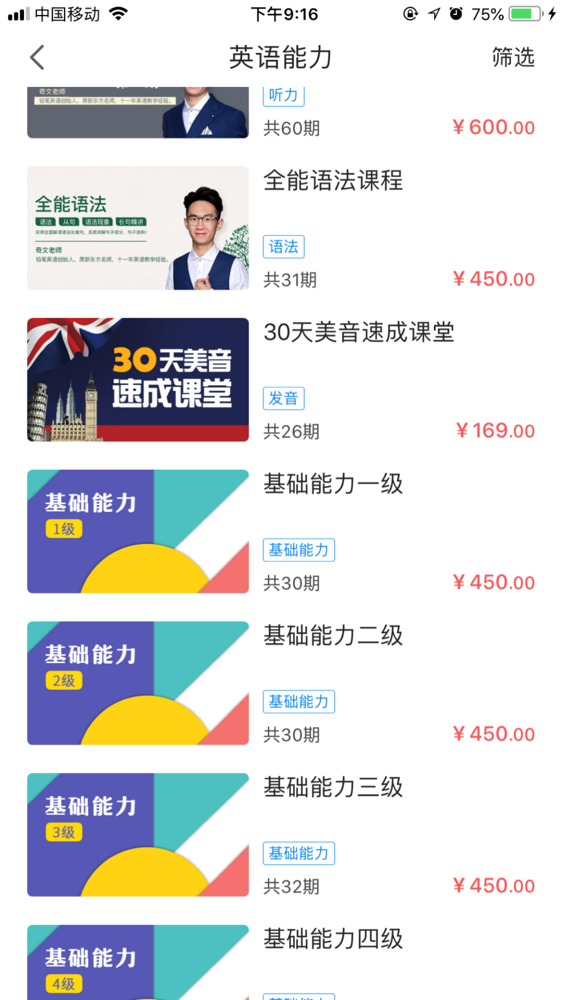 中国移动
下午9:16
75%
英语能力
筛选
奇文老师
铅笔英语创始人，原新东方名师，十一年英语教学经验。
听力
共60期
¥600.00
全能语法
语法 从句 语法现象 长句精讲
实例全面解读语法长难句，系统讲解句子成分、句子结构！
奇文老师
铅笔英语创始人，原新东方名师，十一年英语教学经验。
全能语法课程
语法
共31期
¥450.00
30天美音
速成课堂
30天美音速成课堂
发音
共26期
¥169.00
基础能力
1级
基础能力一级
基础能力
共30期
¥450.00
基础能力
2级
基础能力二级
基础能力
共30期
¥450.00
基础能力
3级
基础能力三级
基础能力
共32期
¥450.00
基础能力
4级
基础能力四级